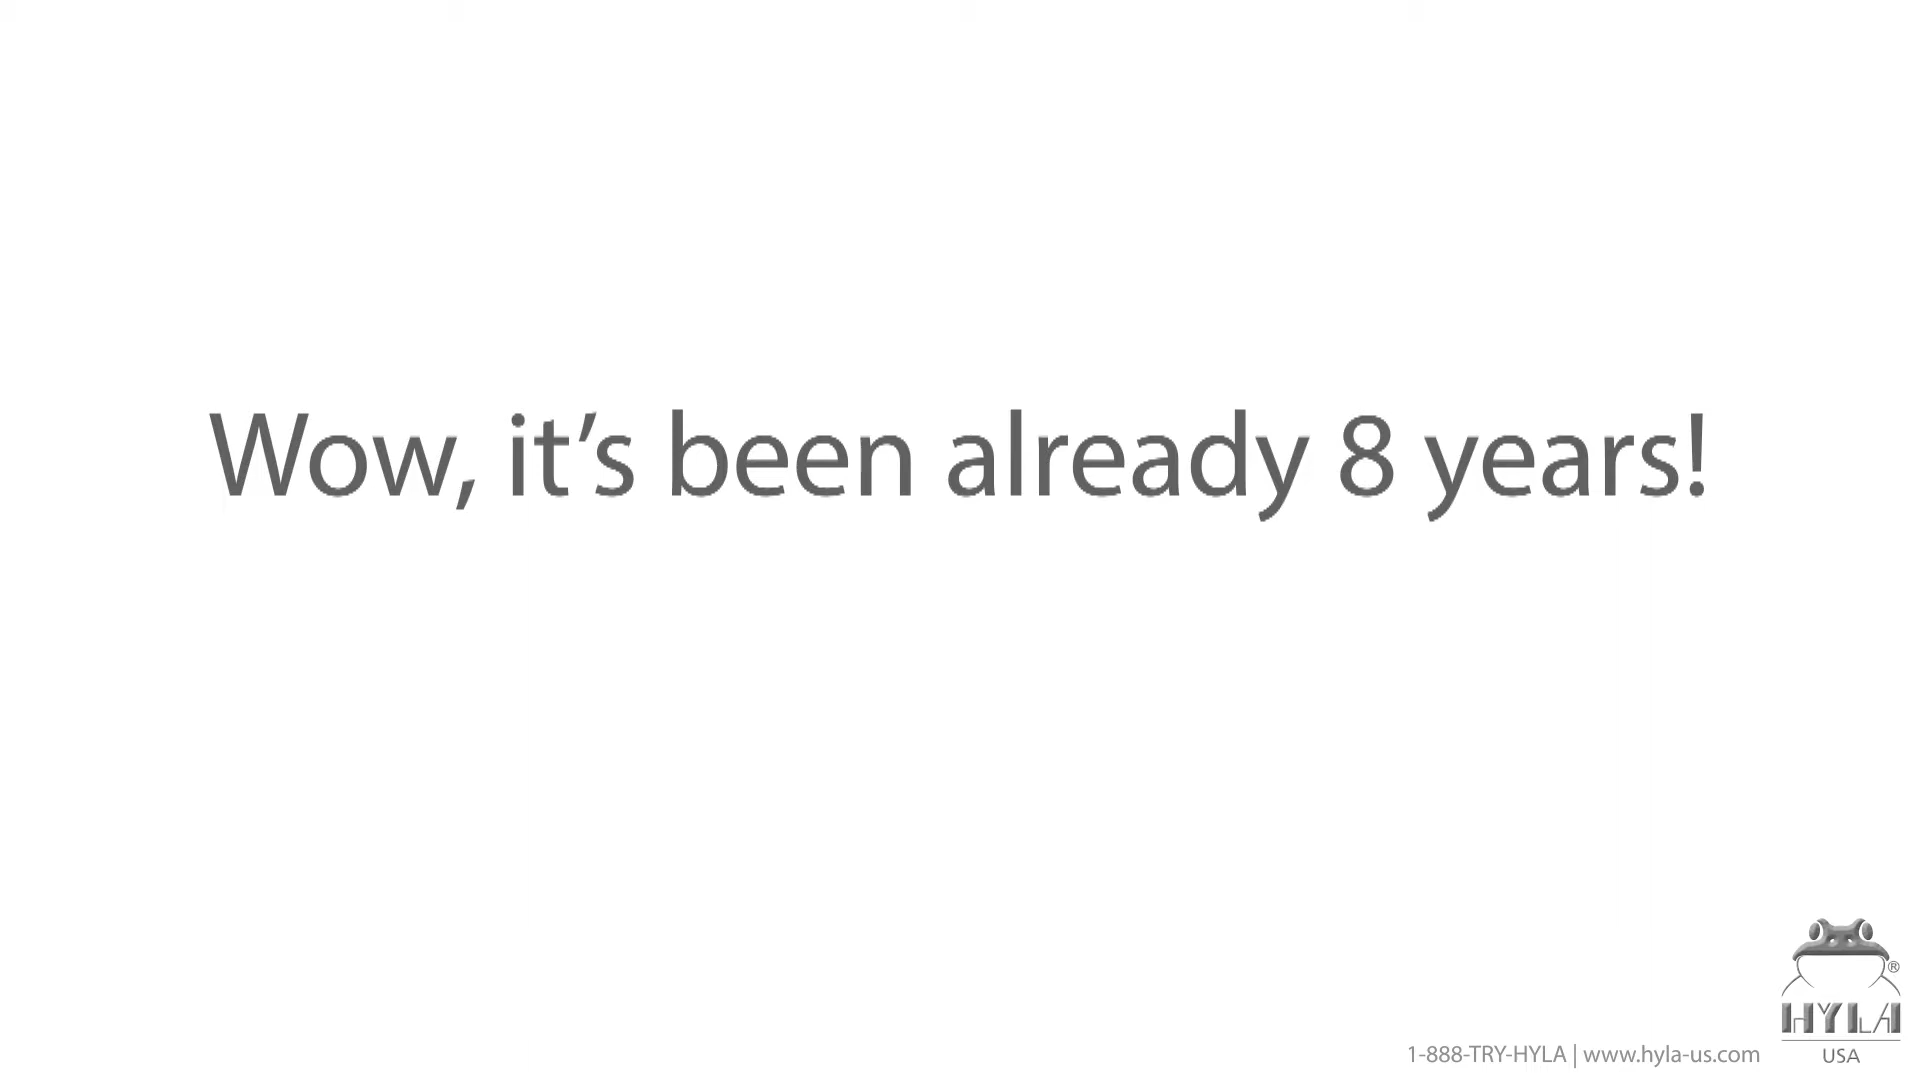 Wow, it’s been already 8 years!
®
HYLA
USA
1-888-TRY-HYLA | www.hyla-us.com